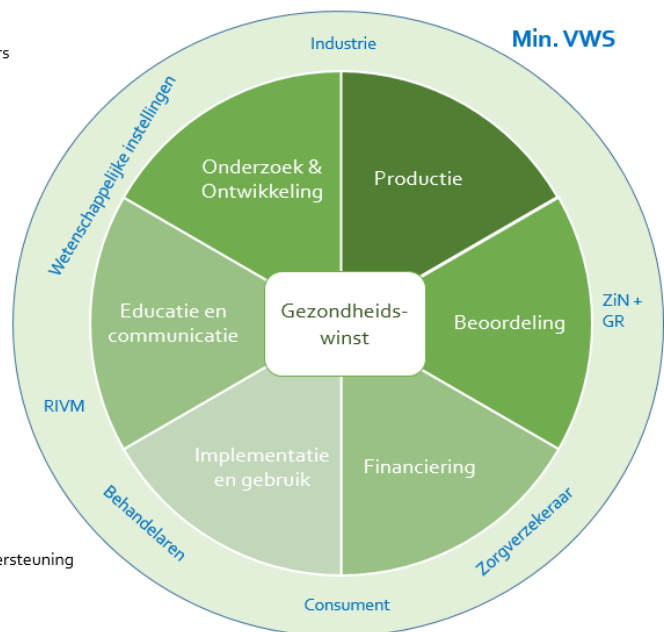 Min. VWS
Industrie
Wetenschappelijke instellingen
Onderzoek &
Ontwikkeling
Productie
Educatie en
communicatie
Gezondheids-
winst
Beoordeling
ZiN +
GR
RIVM
Implementatie
en gebruik
Financiering
Behandelaren
Zorgverzekeraar
Consument